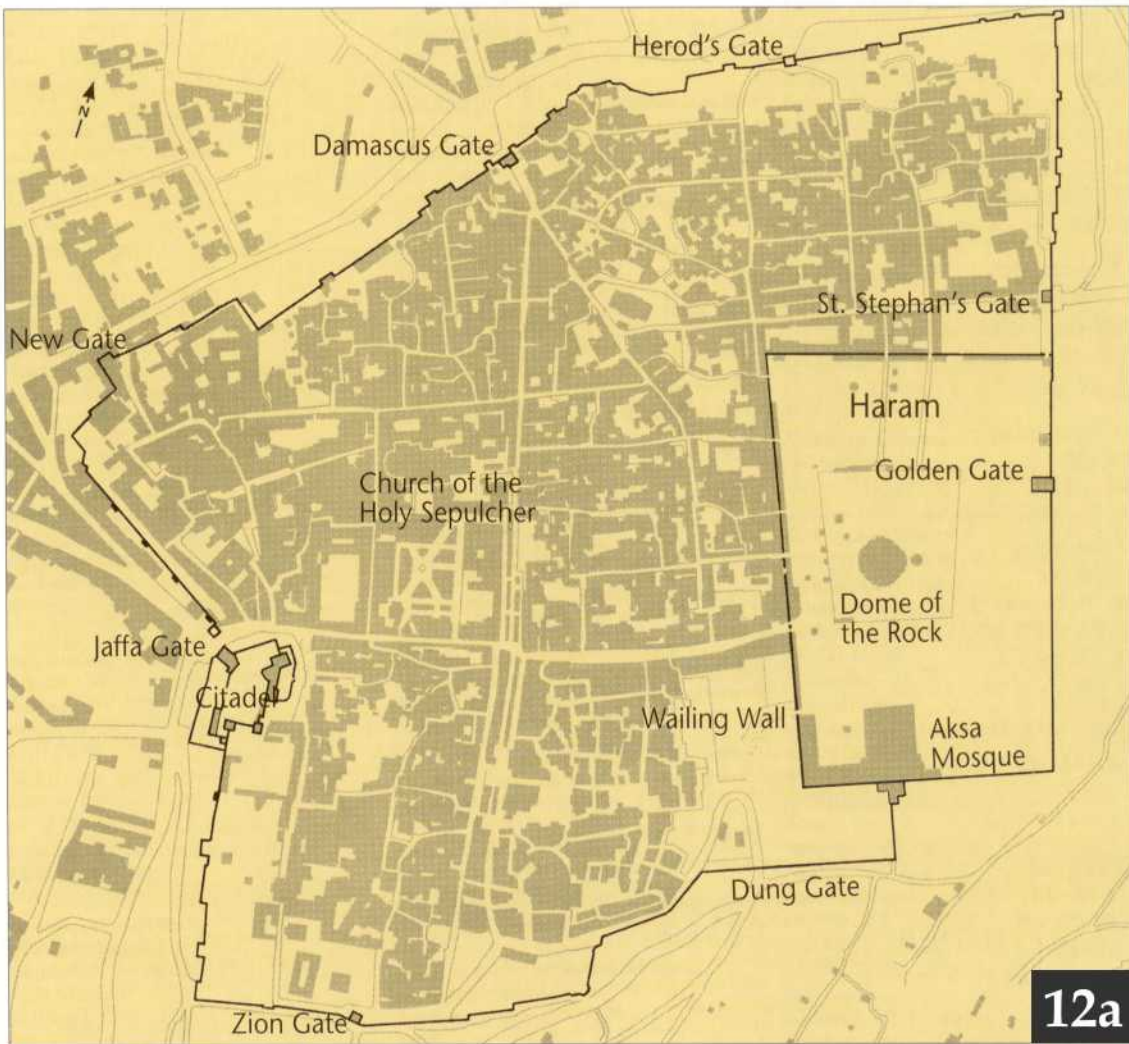 Herod's Gate
N
Damascus Gate
St. Stephan's Gate
New Gate
Haram
Golden Gate
Church of the
Holy Sepulcher
Dome of
the Rock
Jaffa Gate
Citadel
Wailing Wall
Aksa
Mosque
Dung Gate
Zion Gate
12a